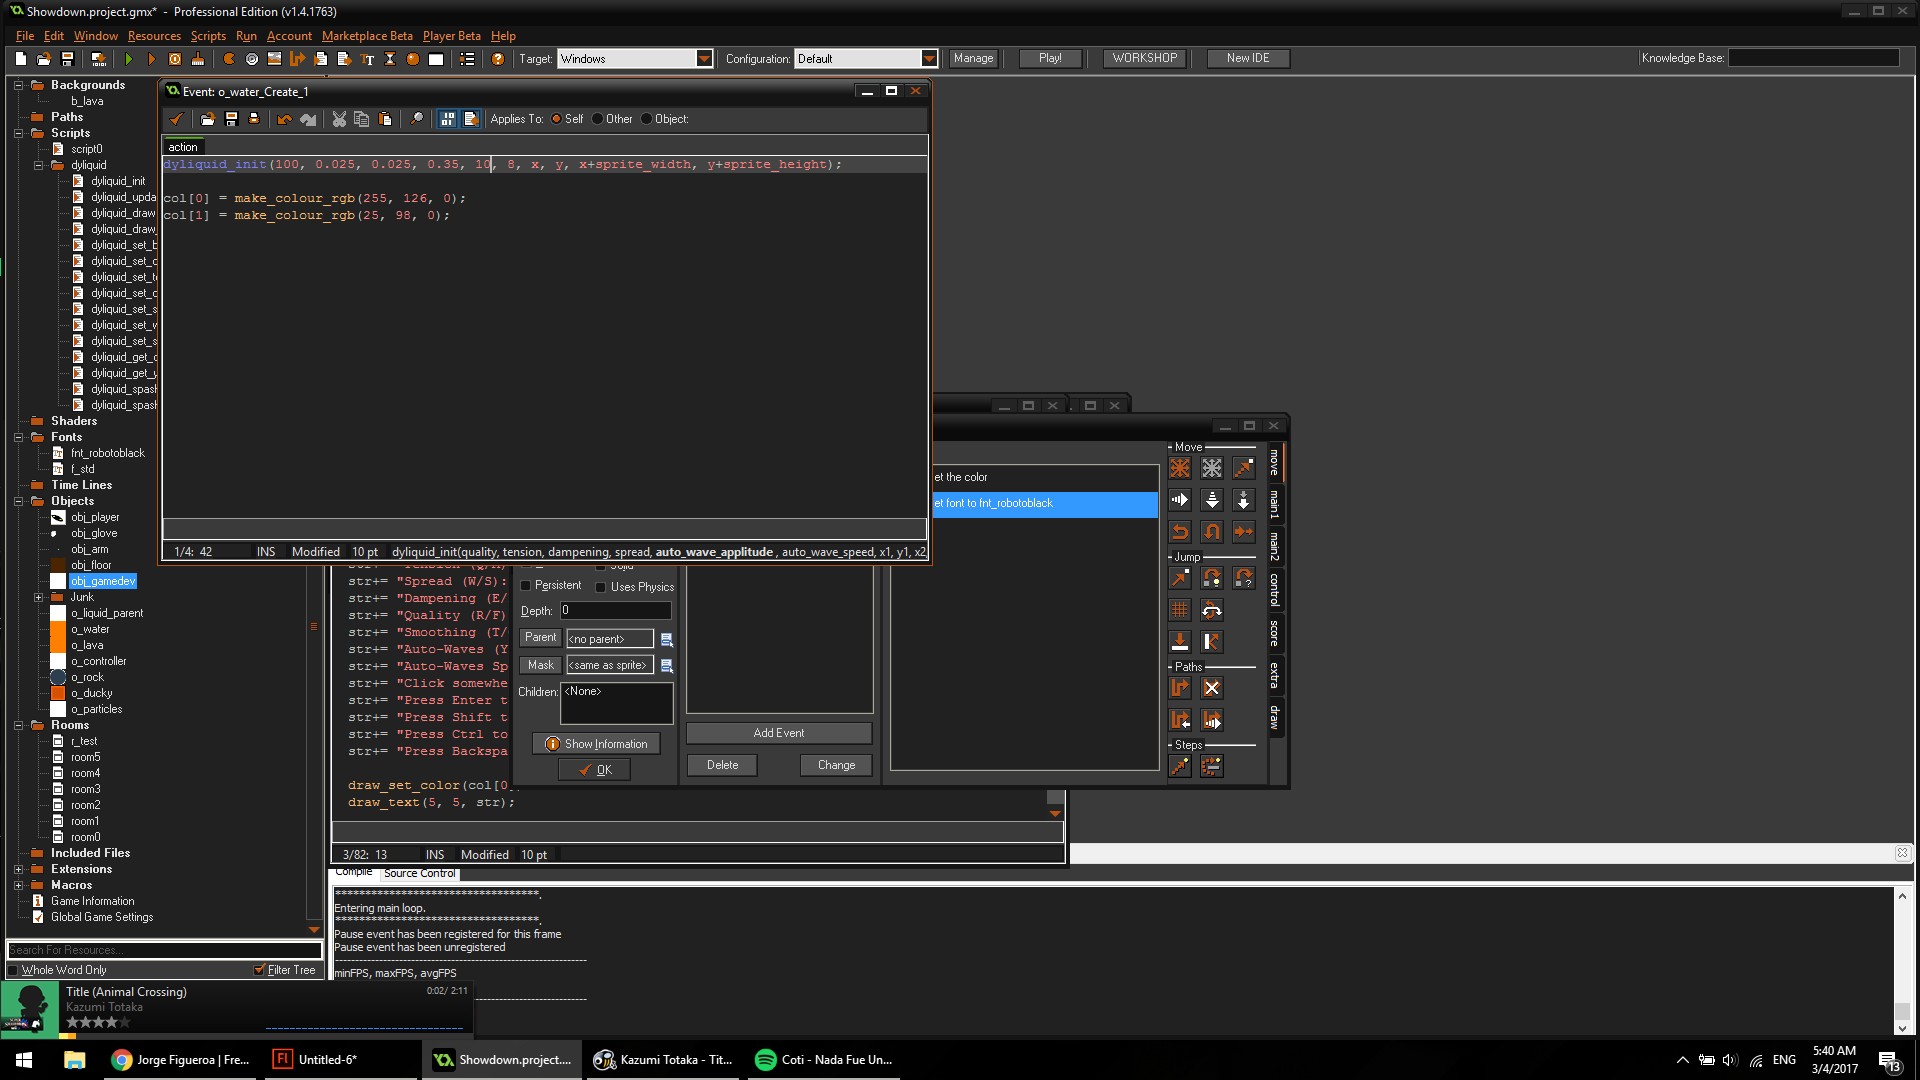 Showdown.project.gmx* - Professional Edition (v1.4.1763)
File Edit Window Resources Scripts Run Account Marketplace Beta Player Beta Help
Target: Windows Configuration: Default Manage Play! WORKSHOP New IDE Knowledge Base:
Backgrounds
b_lava
Paths
Scripts
script0
dyliquid
dyliquid_init
dyliquid_upda
dyliquid_draw
dyliquid_draw_
dyliquid_set_b
dyliquid_set_c
dyliquid_set_t
dyliquid_set_c
dyliquid_set_s
dyliquid_set_v
dyliquid_set_s
dyliquid_get_c
dyliquid_get_y
dyliquid_spash
dyliquid_spash
Shaders
Fonts
fnt_robotoblack
f_std
Time Lines
Objects
obj_player
obj_glove
obj_arm
obj_floor
obj_gamedev
Junk
o_liquid_parent
o_water
o_lava
o_controller
o_rock
o_ducky
o_particles
Rooms
r_test
room5
room4
room3
room2
room1
room0
Included Files
Extensions
Macros
Game Information
Global Game Settings
Search For Resources...
Whole Word Only Filter Tree
Event: o_water_Create_1
Applies To: Self Other Object:
action
dyliquid_init(100, 0.025, 0.025, 0.35, 10, 8, x, y, x+sprite_width, y+sprite_height);
col[0] = make_colour_rgb(255, 126, 0);
col[1] = make_colour_rgb(25, 98, 0);
1/4: 42 INS Modified 10 pt dyliquid_init(quality, tension, dampening, spread, auto_wave_applitude , auto_wave_speed, x1, y1, x2,
et the color
et font to fnt_robotoblack
Move
Jump
Paths
Steps
move
main1
main2
control
score
extra
draw
str+= "Spread (W/S):
str+= "Dampening (E/
str+= "Quality (R/F)
str+= "Smoothing (T/
str+= "Auto-Waves (Y
str+= "Auto-Waves Sp
str+= "Click somewhe
str+= "Press Enter t
str+= "Press Shift t
str+= "Press Ctrl to
str+= "Press Backspa
draw_set_color(col[0
draw_text(5, 5, str);
3/82: 13 INS Modified 10 pt
Solid
Persistent Uses Physics
Depth: 0
Parent <no parent>
Mask <same as sprite>
Children: <None>
Show Information
OK
Add Event
Delete Change
Compile Source Control
***********************************.
Entering main loop.
***********************************.
Pause event has been registered for this frame
Pause event has been unregistered
minFPS, maxFPS, avgFPS
Title (Animal Crossing) 0:02/ 2:11
Kazumi Totaka
Jorge Figueroa | Fre... Untitled-6* Showdown.project.... Kazumi Totaka - Tit... Coti - Nada Fue Un...
ENG 5:40 AM
3/4/2017
13